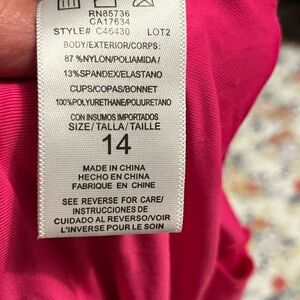 RN85736
CA17634
STYLE# C46430 LOT2
BODY/EXTERIOR/CORPS:
87 %NYLON/POLIAMIDA/
13%SPANDEX/ELASTANO
CUPS/COPAS/BONNET
100%POLYURETHANE/POLIURETANO
CON INSUMOS IMPORTADOS
SIZE/TALLA/TAILLE
14
MADE IN CHINA
HECHO EN CHINA
FABRIQUE EN CHINE
SEE REVERSE FOR CARE/
INSTRUCCIONES DE
CUIDADO AL REVERSO/VOIR
L'INVERSE POUR LE SOIN